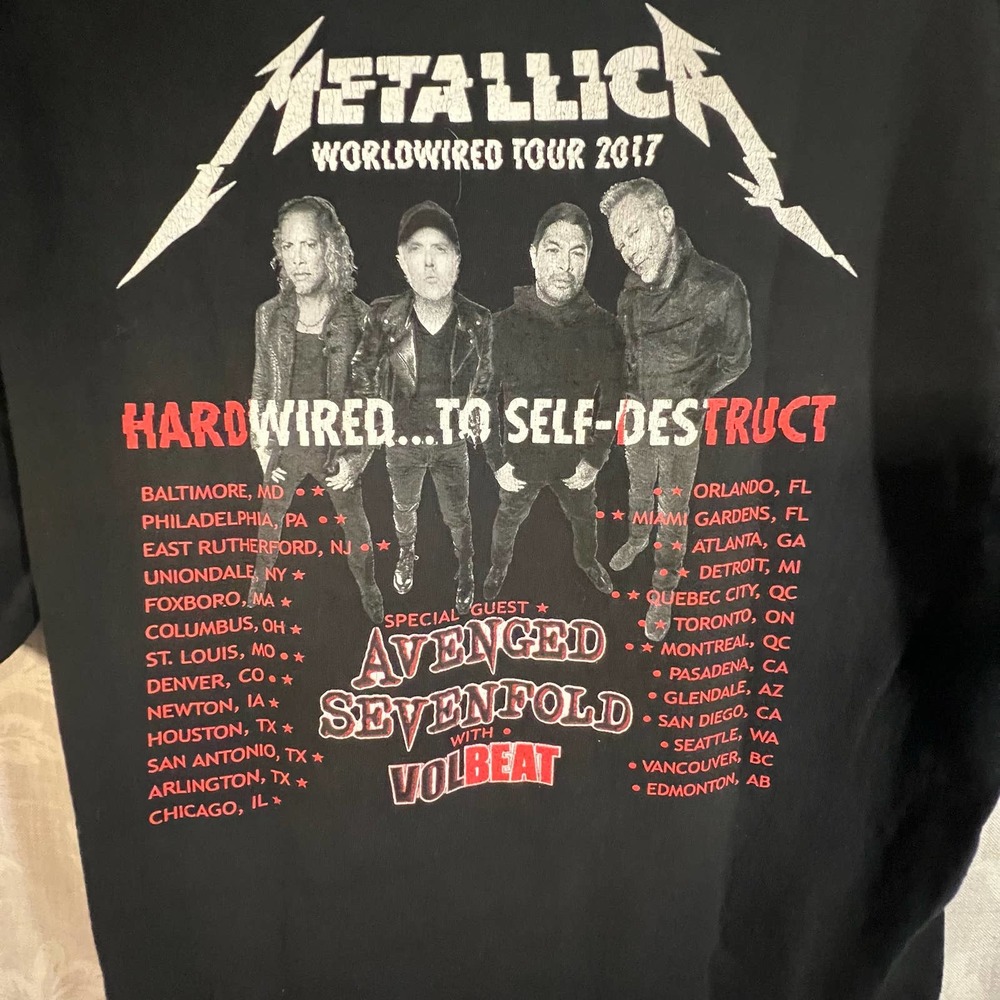 METALLICA
WORLDWIRED TOUR 2017
HARDWIRED...TO SELF-DESTRUCT
BALTIMORE, MD • ★
PHILADELPHIA, PA • ★
EAST RUTHERFORD, NJ • ★
UNIONDALE, NY ★
FOXBORO, MA ★
COLUMBUS, OH ★
ST. LOUIS, MO • ★
DENVER, CO • ★
NEWTON, IA ★
HOUSTON, TX ★
SAN ANTONIO, TX ★
ARLINGTON, TX ★
CHICAGO, IL ★
SPECIAL GUEST ★
AVENGED
SEVENFOLD
WITH •
VOLBEAT
• ★ ORLANDO, FL
• ★ MIAMI GARDENS, FL
• ★ ATLANTA, GA
• ★ DETROIT, MI
• ★ QUEBEC CITY, QC
• ★ TORONTO, ON
• ★ MONTREAL, QC
• PASADENA, CA
• GLENDALE, AZ
• SAN DIEGO, CA
• SEATTLE, WA
• VANCOUVER, BC
• EDMONTON, AB